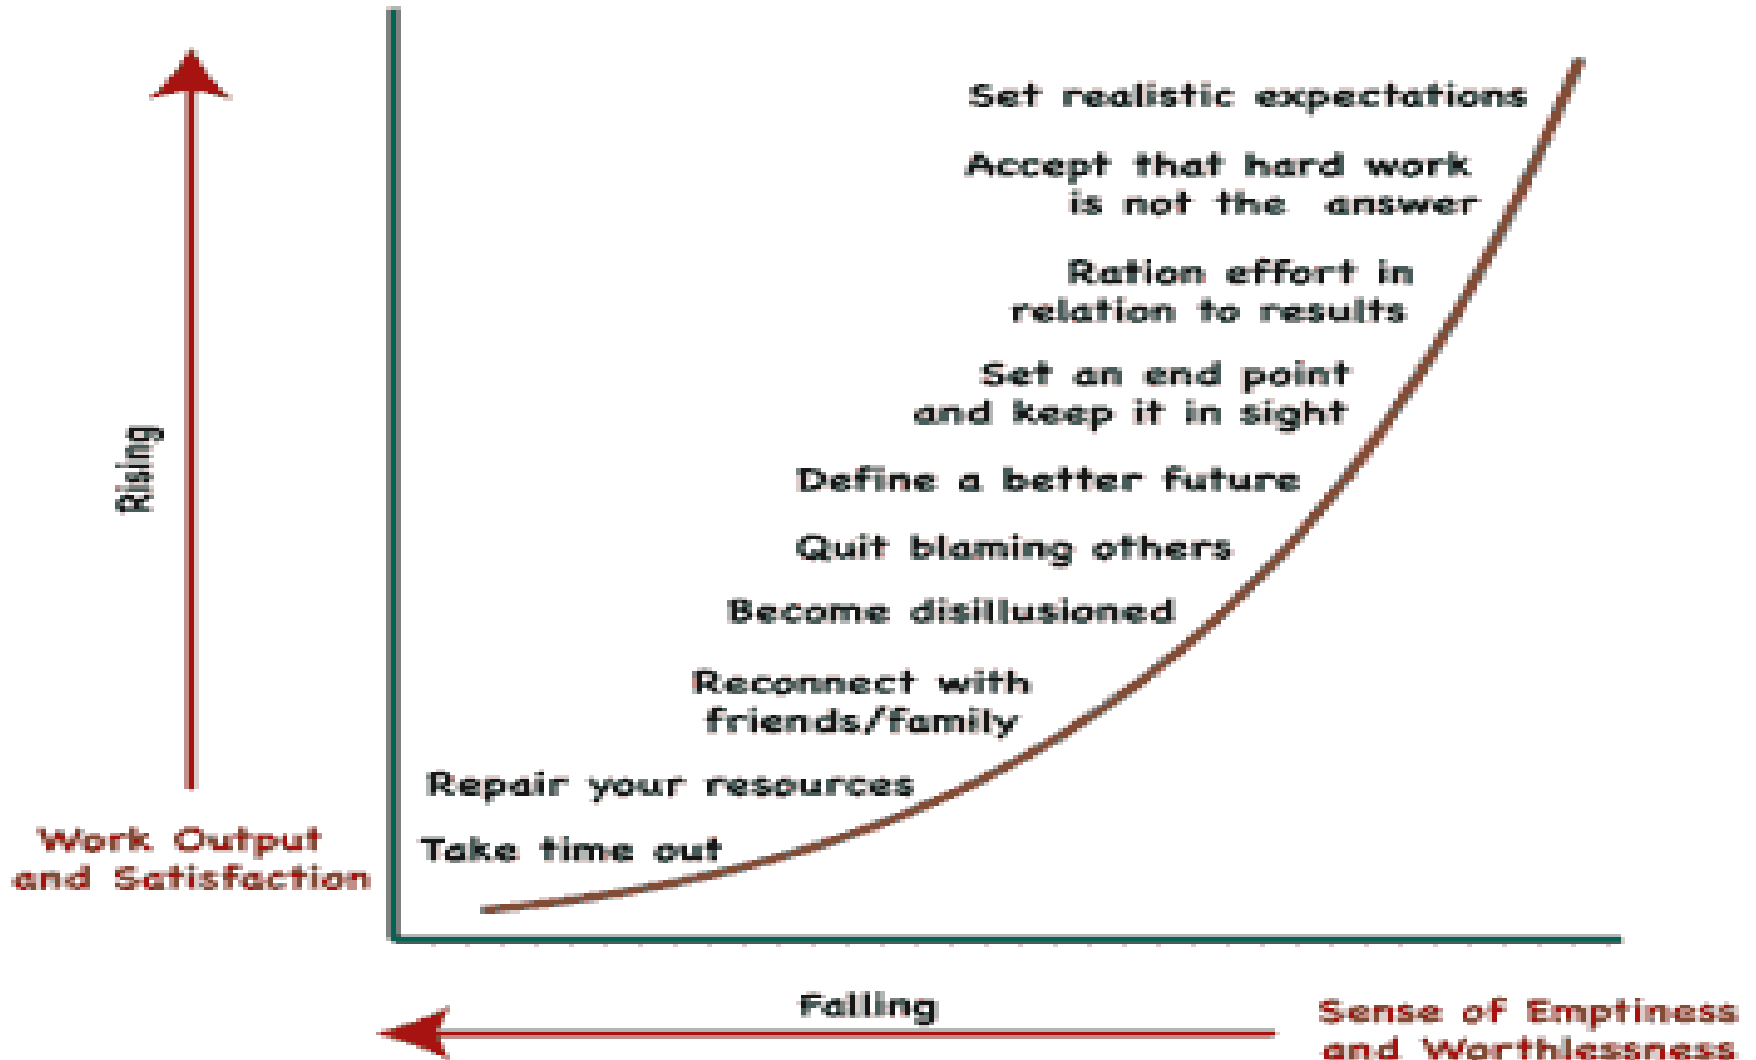 Set realistic expectations
Accept that hard work
is not the answer
Ration effort in
relation to results
Set an end point
and keep it in sight
Rising
Define a better future
Quit blaming others
Become disillusioned
Reconnect with
friends/family
Repair your resources
Take time out
Work Output
and Satisfaction
Falling
Sense of Emptiness
and Worthlessness